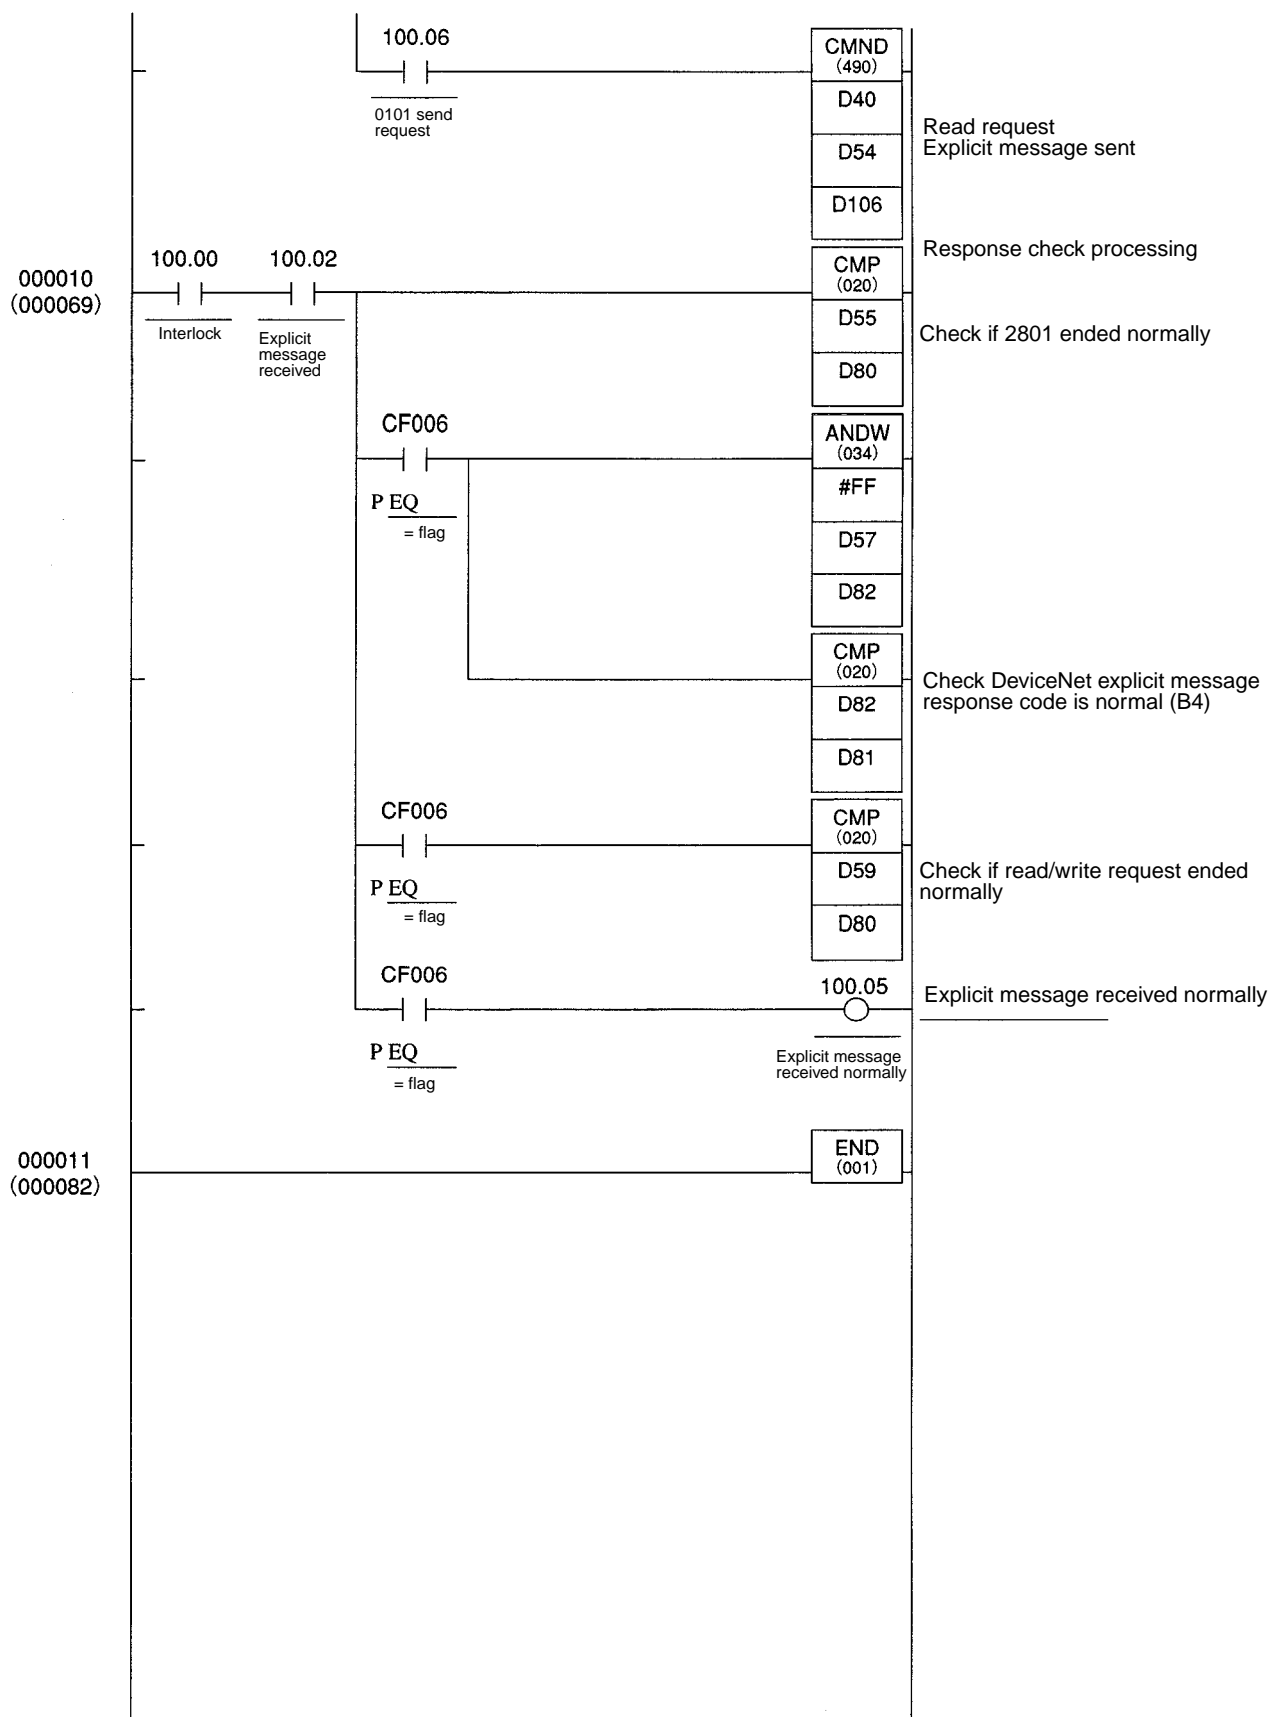 100.06
CMND
(490)
D40
0101 send
request
Read request
Explicit message sent
D54
D106
000010
(000069)
100.00
100.02
CMP
(020)
Response check processing
Interlock
Explicit
message
received
D55
Check if 2801 ended normally
D80
CF006
ANDW
(034)
P EQ
= flag
#FF
D57
D82
CMP
(020)
Check DeviceNet explicit message
response code is normal (B4)
D82
D81
CF006
CMP
(020)
P EQ
= flag
D59
Check if read/write request ended
normally
D80
CF006
100.05
Explicit message received normally
P EQ
= flag
Explicit message
received normally
000011
(000082)
END
(001)